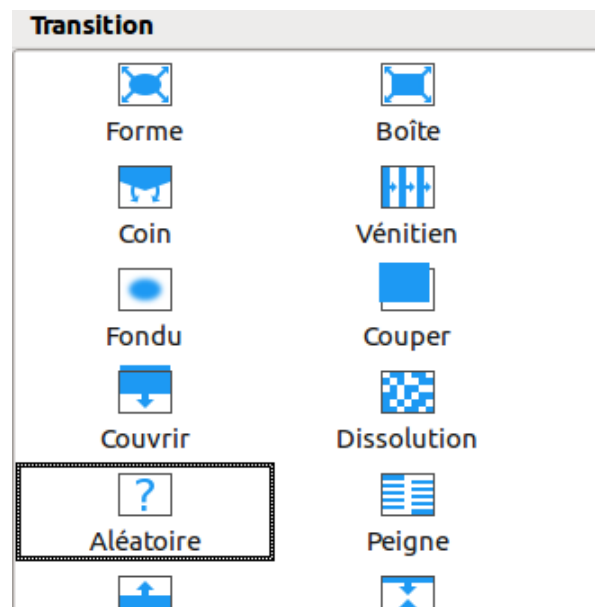 Transition
Forme
Boîte
Coin
Vénitien
Fondu
Couper
Couvrir
Dissolution
?
Aléatoire
Peigne